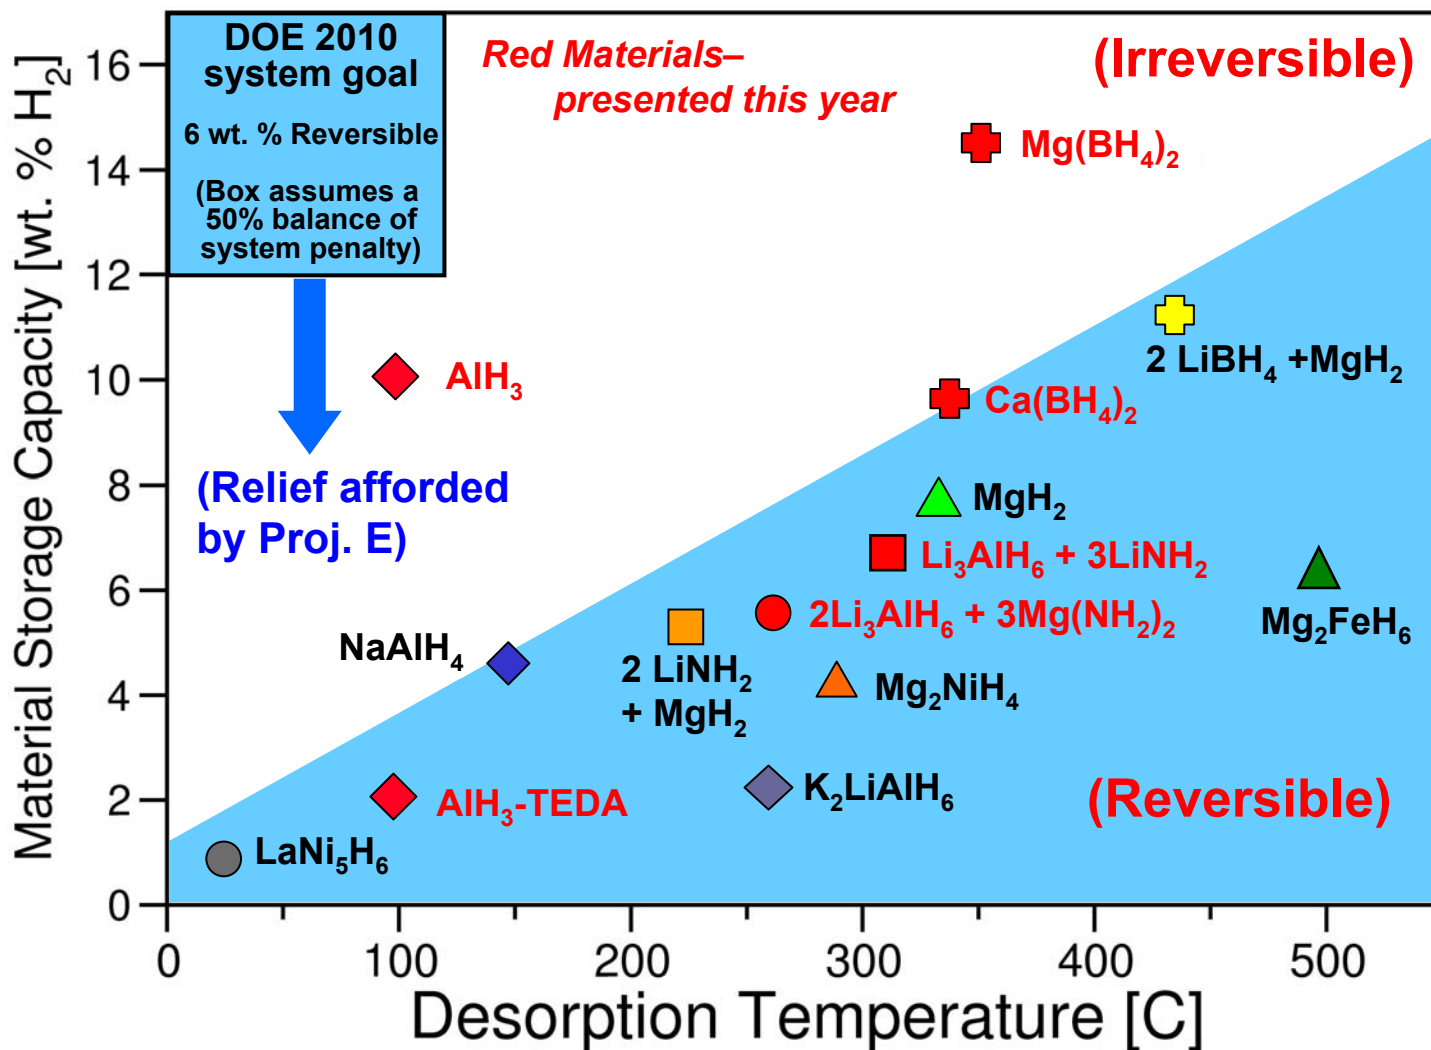 DOE 2010
system goal
6 wt. % Reversible
(Box assumes a
50% balance of
system penalty)
Red Materials–
presented this year
(Irreversible)
Mg(BH₄)₂
AlH₃
2 LiBH₄ +MgH₂
Ca(BH₄)₂
(Relief afforded
by Proj. E)
MgH₂
Li₃AlH₆ + 3LiNH₂
2Li₃AlH₆ + 3Mg(NH₂)₂
Mg₂FeH₆
NaAlH₄
2 LiNH₂
+ MgH₂
Mg₂NiH₄
K₂LiAlH₆
(Reversible)
AlH₃-TEDA
LaNi₅H₆
Material Storage Capacity [wt. % H₂]
16
14
12
10
8
6
4
2
0
0 100 200 300 400 500
Desorption Temperature [C]